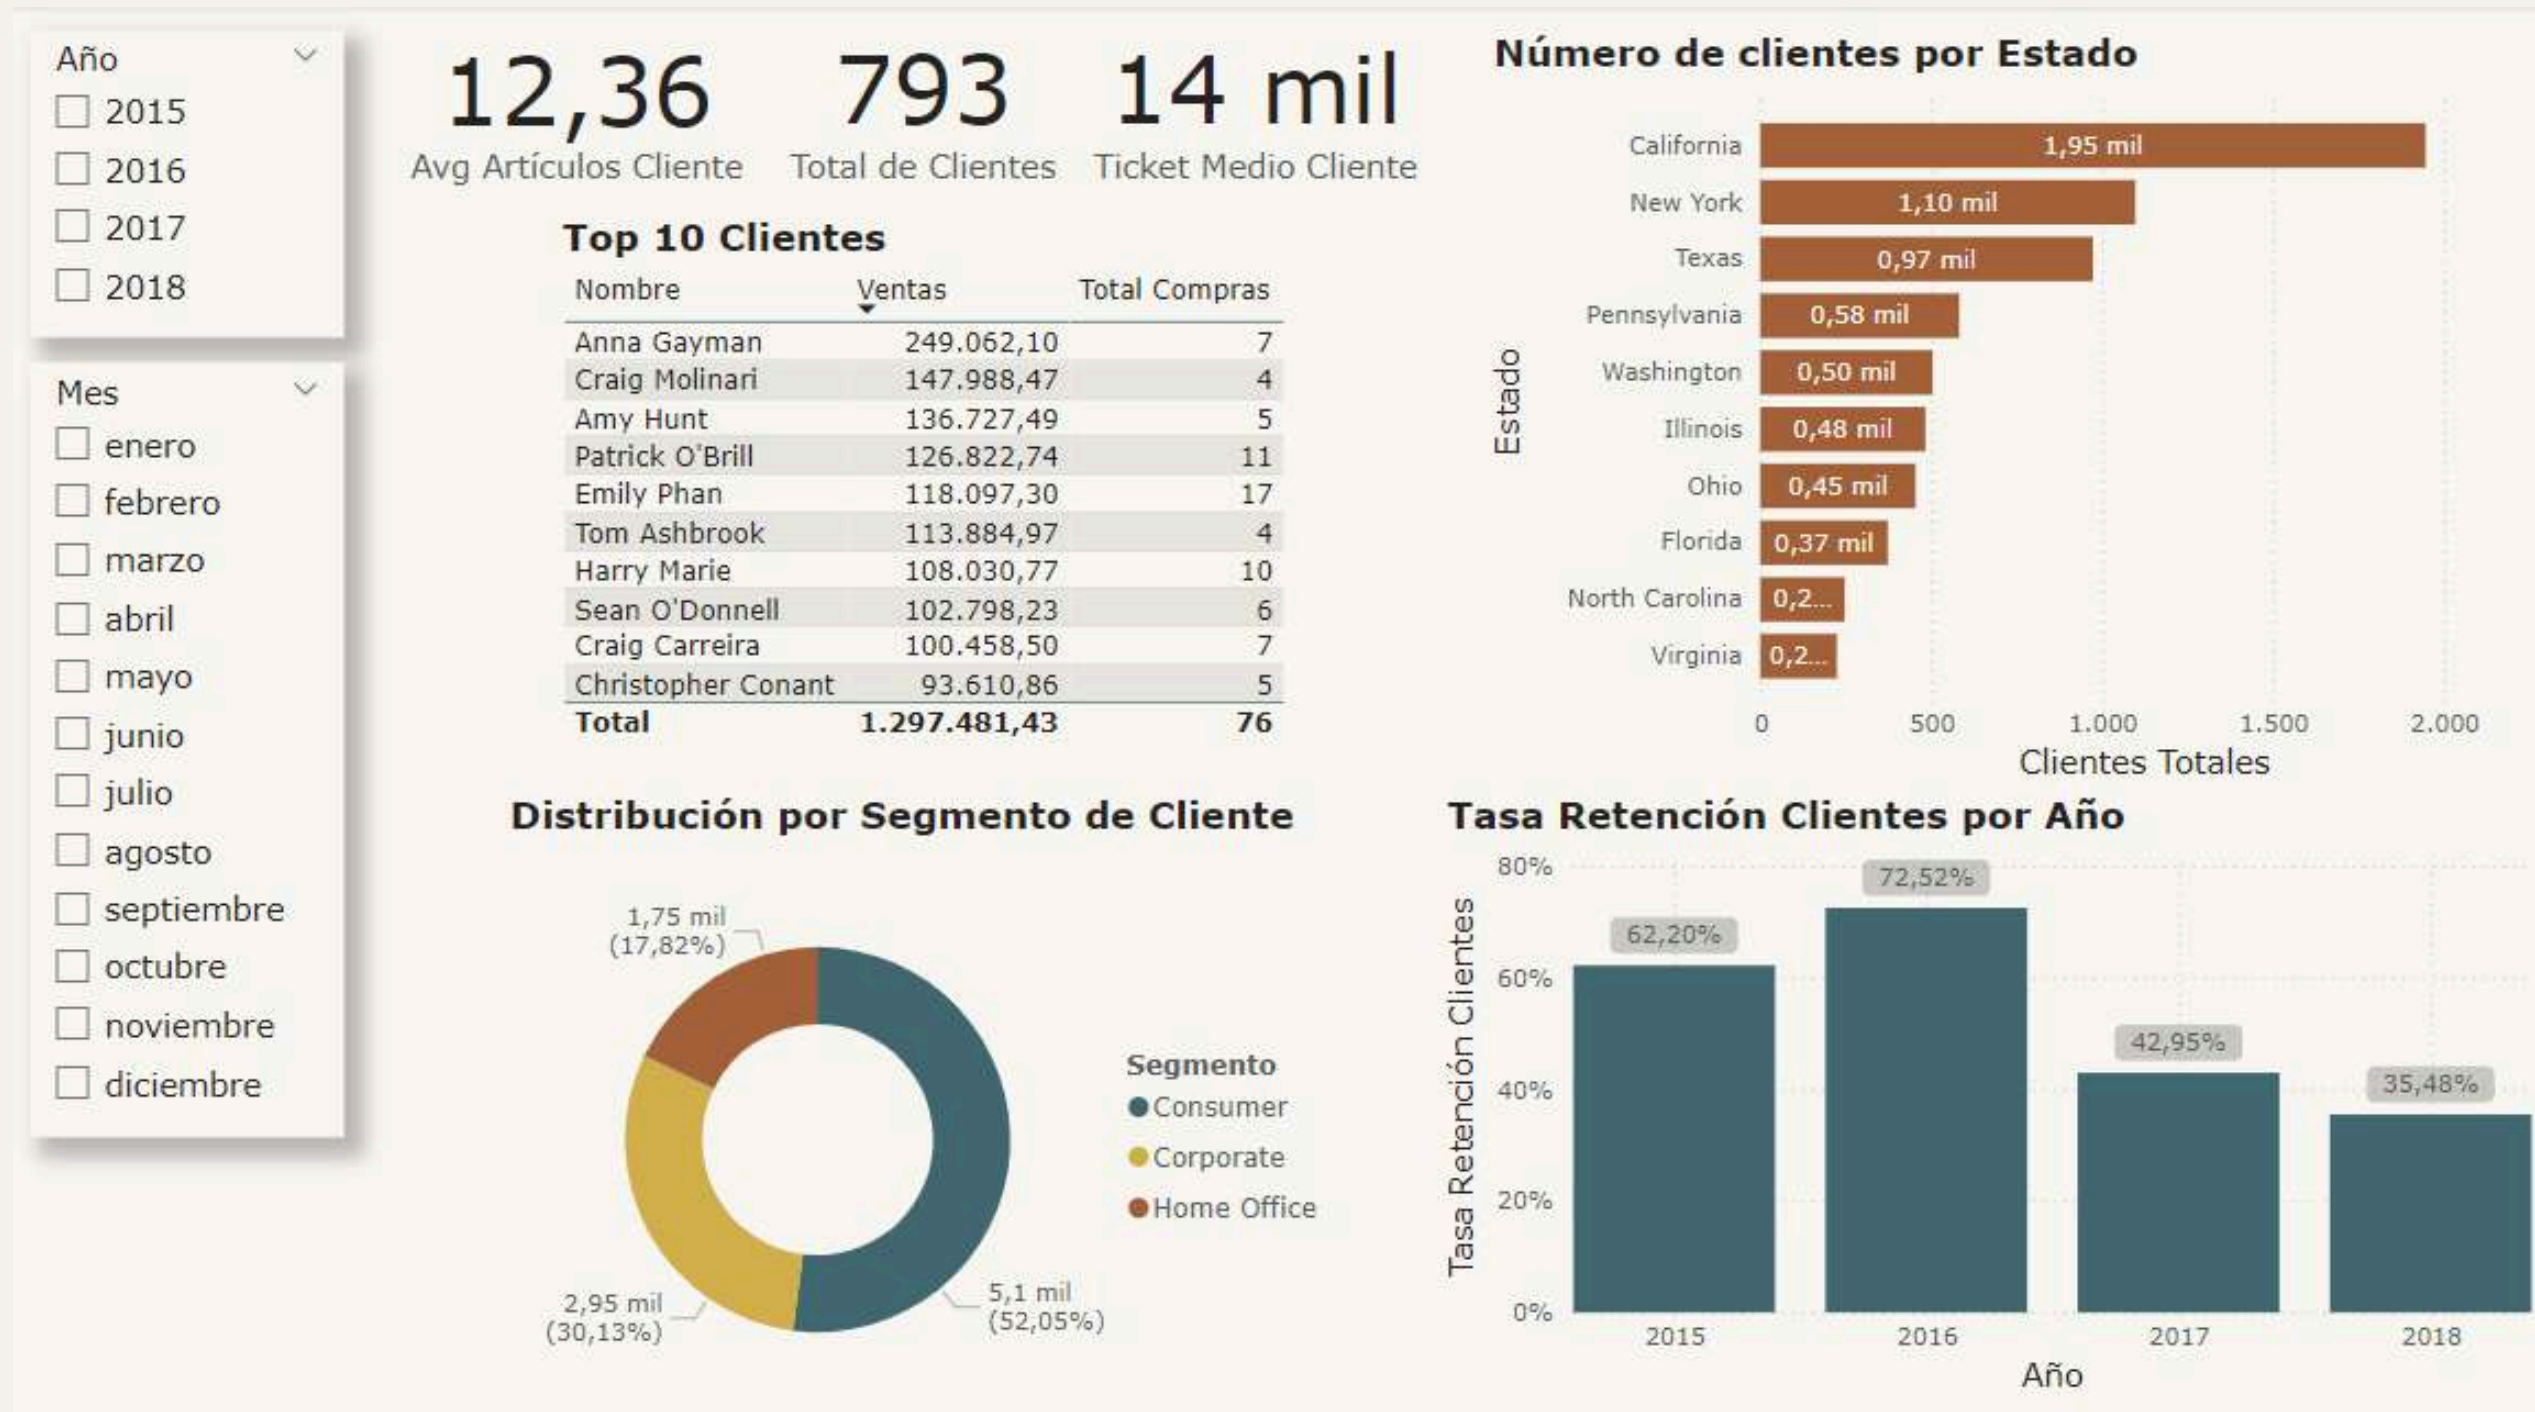 Año
2015
2016
2017
2018
Mes
enero
febrero
marzo
abril
mayo
junio
julio
agosto
septiembre
octubre
noviembre
diciembre
12,36
Avg Artículos Cliente
793
Total de Clientes
14 mil
Ticket Medio Cliente
Top 10 Clientes
Nombre Ventas Total Compras
Anna Gayman 249.062,10 7
Craig Molinari 147.988,47 4
Amy Hunt 136.727,49 5
Patrick O'Brill 126.822,74 11
Emily Phan 118.097,30 17
Tom Ashbrook 113.884,97 4
Harry Marie 108.030,77 10
Sean O'Donnell 102.798,23 6
Craig Carreira 100.458,50 7
Christopher Conant 93.610,86 5
Total 1.297.481,43 76
Número de clientes por Estado
Estado
California 1,95 mil
New York 1,10 mil
Texas 0,97 mil
Pennsylvania 0,58 mil
Washington 0,50 mil
Illinois 0,48 mil
Ohio 0,45 mil
Florida 0,37 mil
North Carolina 0,2...
Virginia 0,2...
0 500 1.000 1.500 2.000
Clientes Totales
Distribución por Segmento de Cliente
1,75 mil
(17,82%)
2,95 mil
(30,13%)
5,1 mil
(52,05%)
Segmento
Consumer
Corporate
Home Office
Tasa Retención Clientes por Año
Tasa Retención Clientes
80%
60%
40%
20%
0%
62,20%
72,52%
42,95%
35,48%
2015 2016 2017 2018
Año